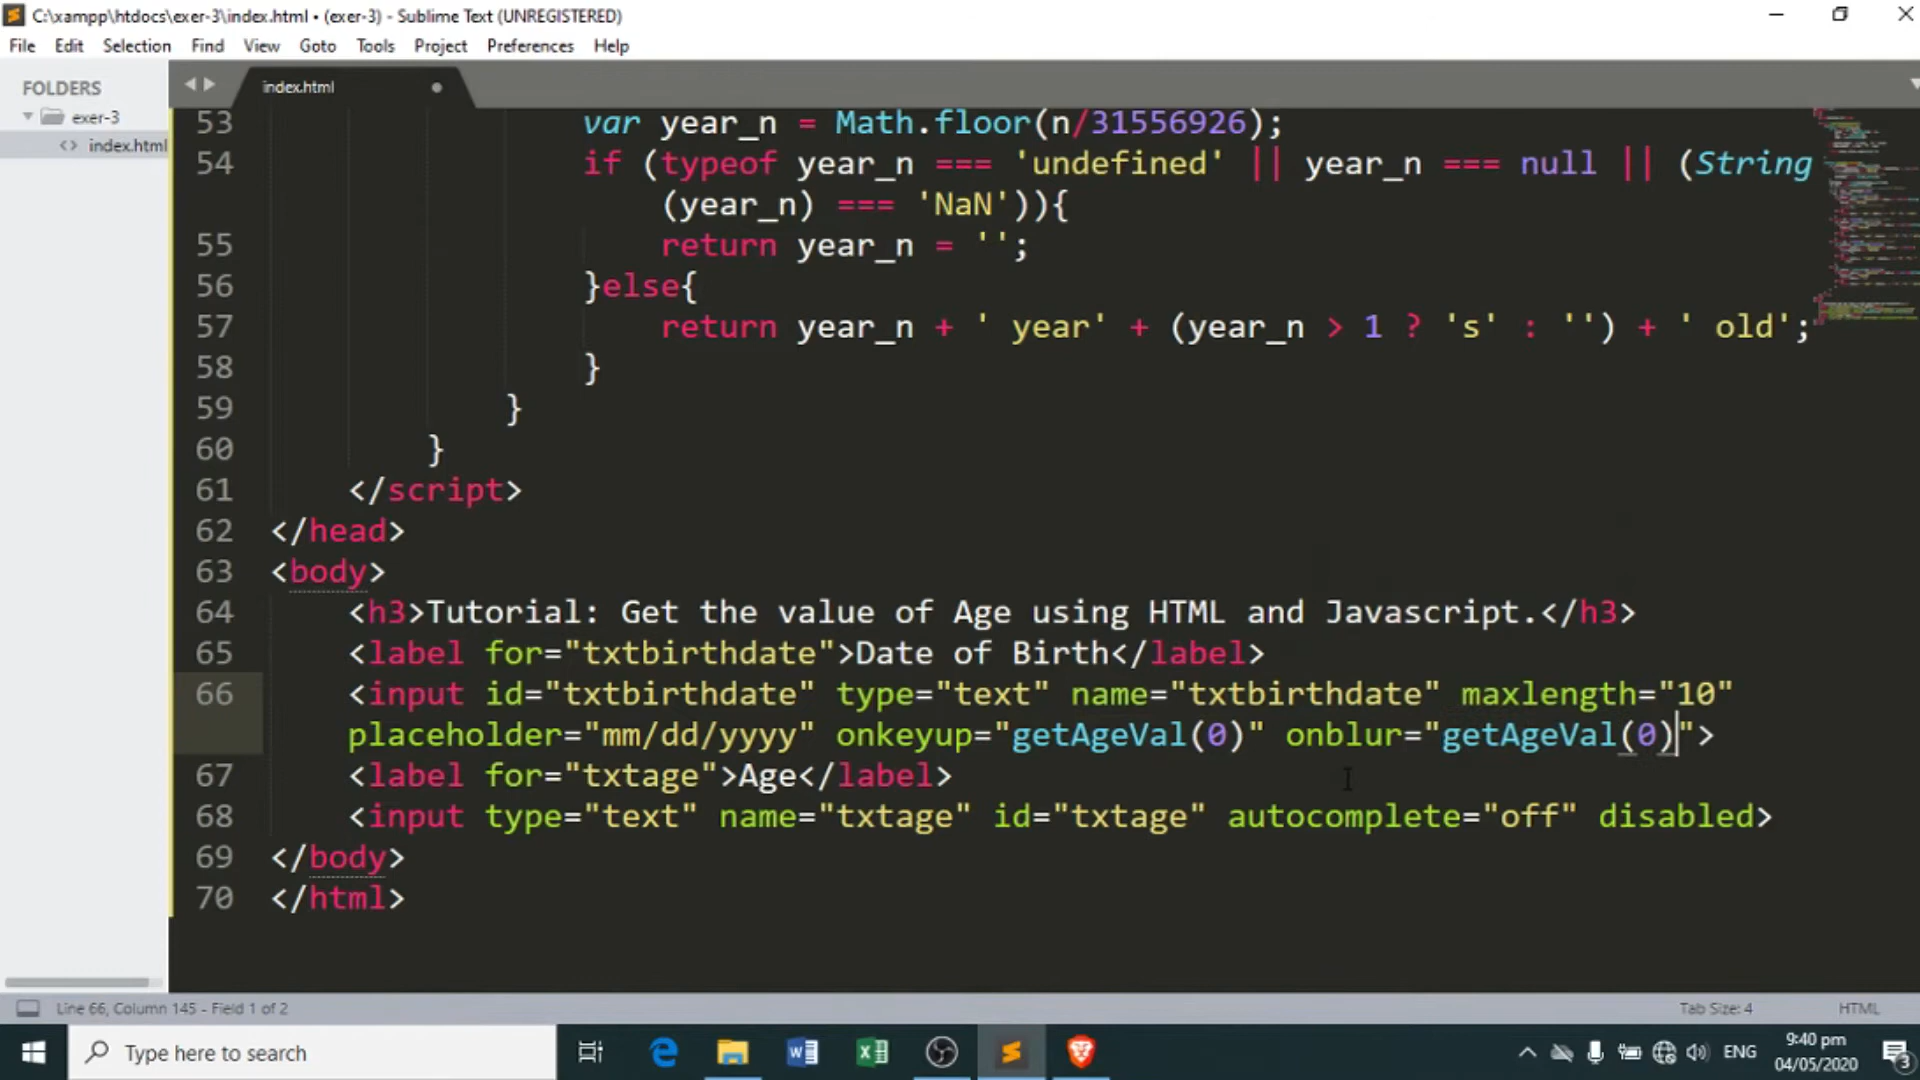 C:\xampp\htdocs\exer-3\index.html • (exer-3) - Sublime Text (UNREGISTERED)
File Edit Selection Find View Goto Tools Project Preferences Help
FOLDERS
exer-3
<> index.html
index.html
53 var year_n = Math.floor(n/31556926);
54 if (typeof year_n === 'undefined' || year_n === null || (String
(year_n) === 'NaN')){
55 return year_n = '';
56 }else{
57 return year_n + ' year' + (year_n > 1 ? 's' : '') + ' old';
58 }
59 }
60 }
61 </script>
62 </head>
63 <body>
64 <h3>Tutorial: Get the value of Age using HTML and Javascript.</h3>
65 <label for="txtbirthdate">Date of Birth</label>
66 <input id="txtbirthdate" type="text" name="txtbirthdate" maxlength="10"
placeholder="mm/dd/yyyy" onkeyup="getAgeVal(0)" onblur="getAgeVal(0)">
67 <label for="txtage">Age</label>
68 <input type="text" name="txtage" id="txtage" autocomplete="off" disabled>
69 </body>
70 </html>
Line 66, Column 145 - Field 1 of 2
Tab Size: 4
HTML
Type here to search
ENG
9:40 pm
04/05/2020
3